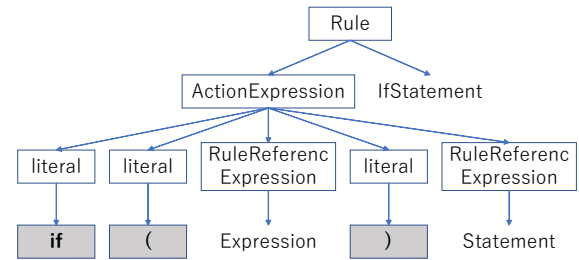 Rule
ActionExpression IfStatement
literal literal RuleReferenc Expression literal RuleReferenc Expression
if ( Expression ) Statement